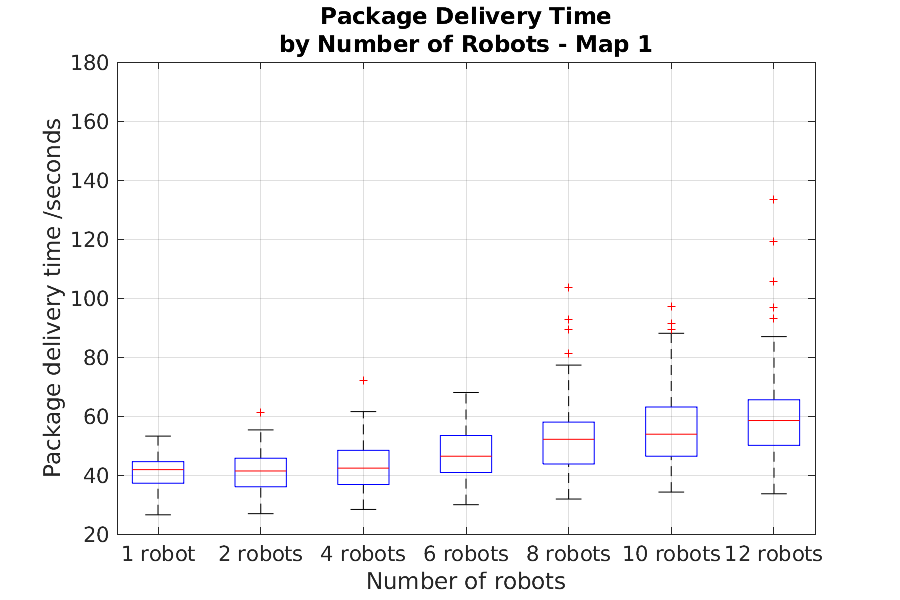 Package Delivery Time
by Number of Robots - Map 1
Package delivery time /seconds
180
160
140
120
100
80
60
40
20
1 robot 2 robots 4 robots 6 robots 8 robots 10 robots 12 robots
Number of robots